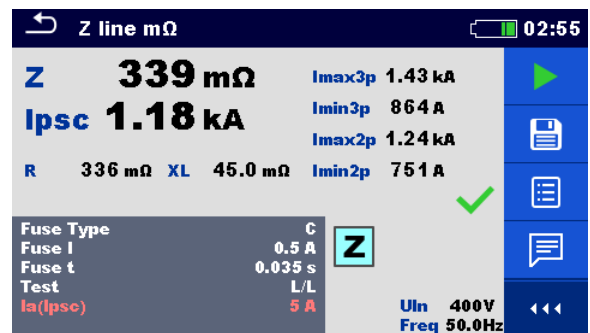 Z line mΩ 02:55
Z 339 mΩ
Ipsc 1.18 kA
R 336 mΩ XL 45.0 mΩ
Imax3p 1.43 kA
Imin3p 864 A
Imax2p 1.24 kA
Imin2p 751 A
Fuse Type C
Fuse I 0.5 A
Fuse t 0.035 s
Test L/L
Ia(Ipsc) 5 A
Z
Uln 400 V
Freq 50.0Hz